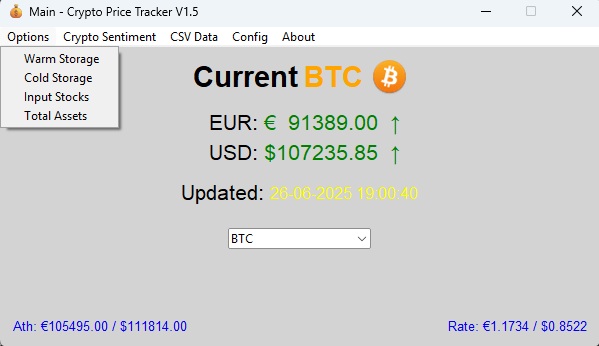 Main - Crypto Price Tracker V1.5
Options Crypto Sentiment CSV Data Config About
Warm Storage
Cold Storage
Input Stocks
Total Assets
Current BTC
EUR: € 91389.00 ↑
USD: $107235.85 ↑
Updated: 26-06-2025 19:00:40
BTC
Ath: €105495.00 / $111814.00
Rate: €1.1734 / $0.8522